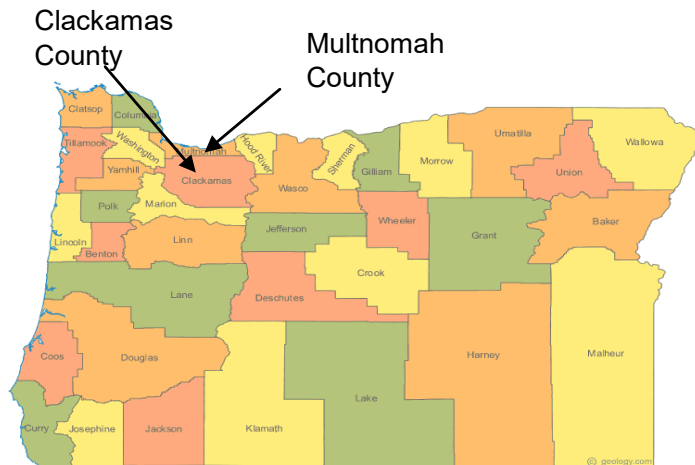 Clackamas
County
Multnomah
County
Clatsop
Columbia
Tillamook
Washington
Multnomah
Hood River
Yamhill
Clackamas
Wasco
Sherman
Gilliam
Morrow
Umatilla
Union
Wallowa
Polk
Marion
Lincoln
Benton
Linn
Jefferson
Wheeler
Grant
Baker
Crook
Lane
Deschutes
Coos
Douglas
Harney
Malheur
Lake
Curry
Josephine
Jackson
Klamath
© geology.com